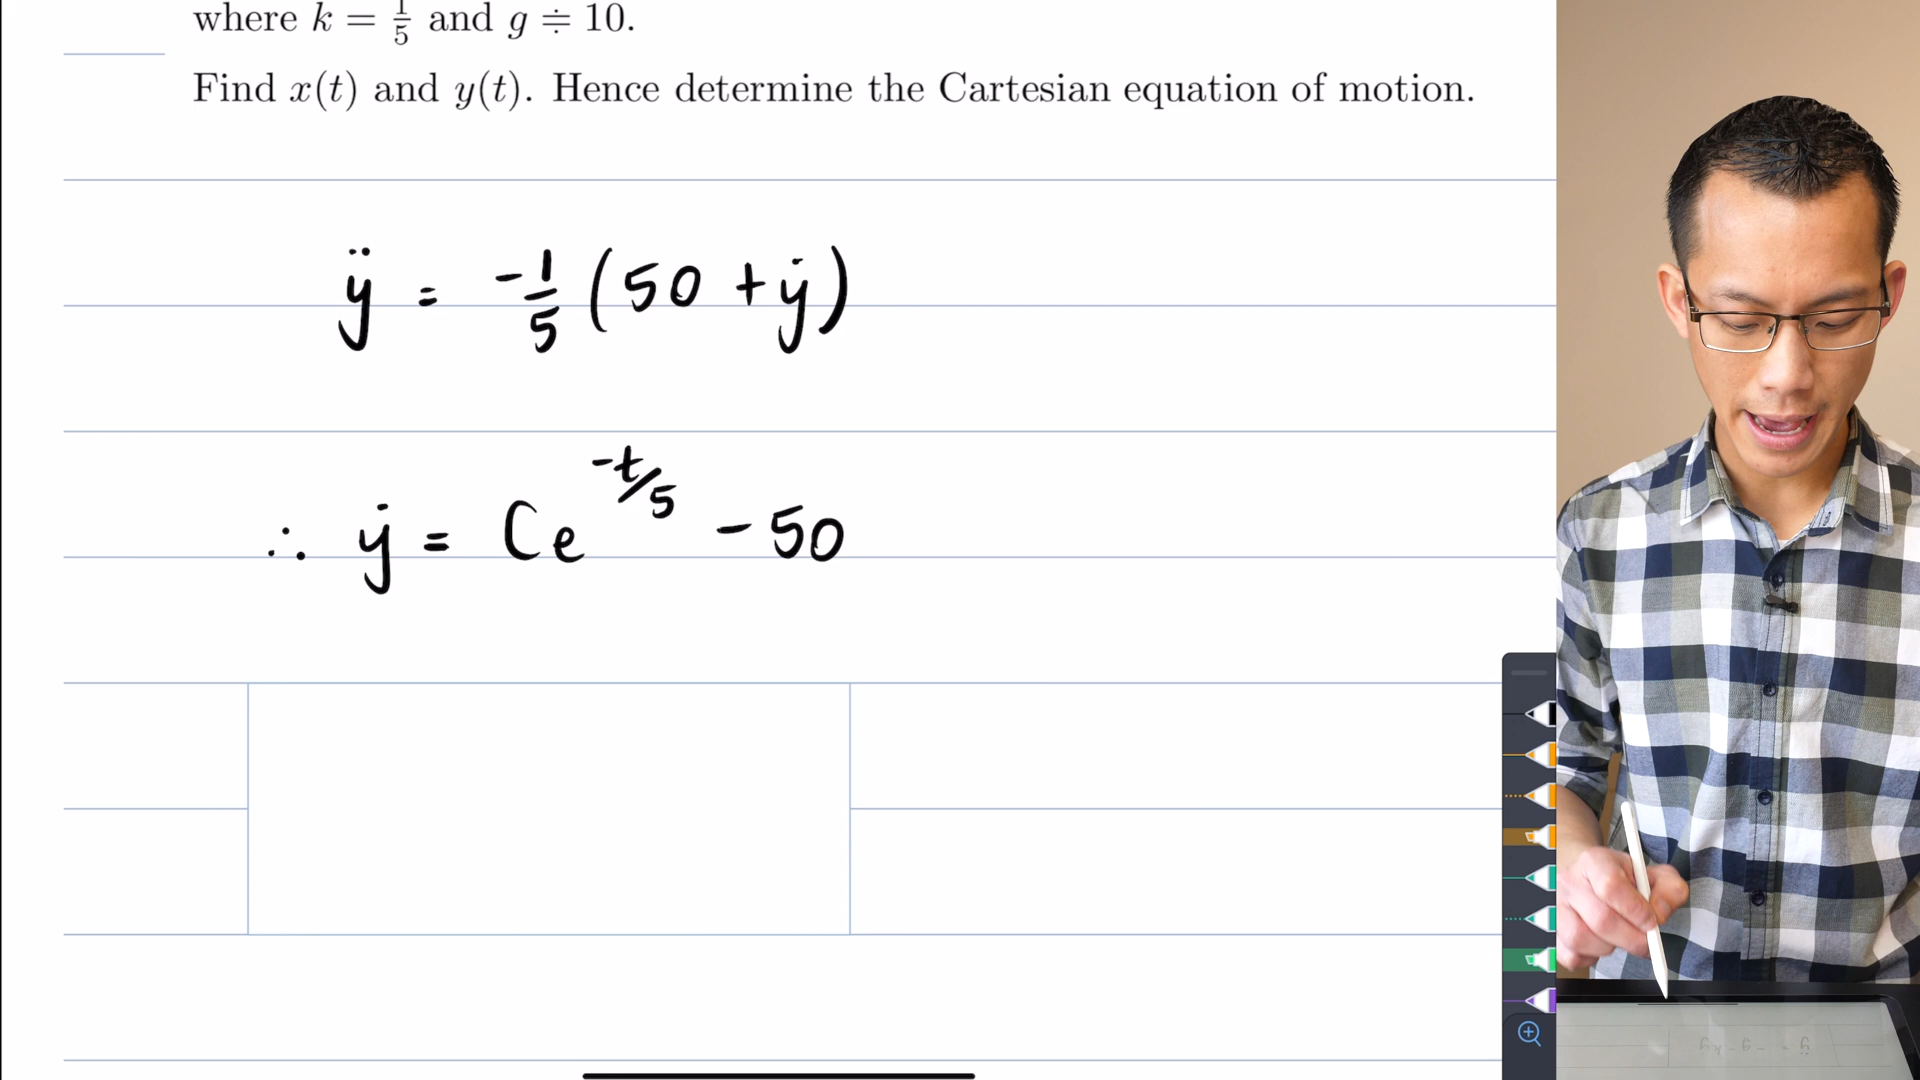 where k = 1/5 and g ≑ 10.
Find x(t) and y(t). Hence determine the Cartesian equation of motion.
ÿ = -1/5 (50 + ẏ)
∴ ẏ = Ce^(-t/5) - 50